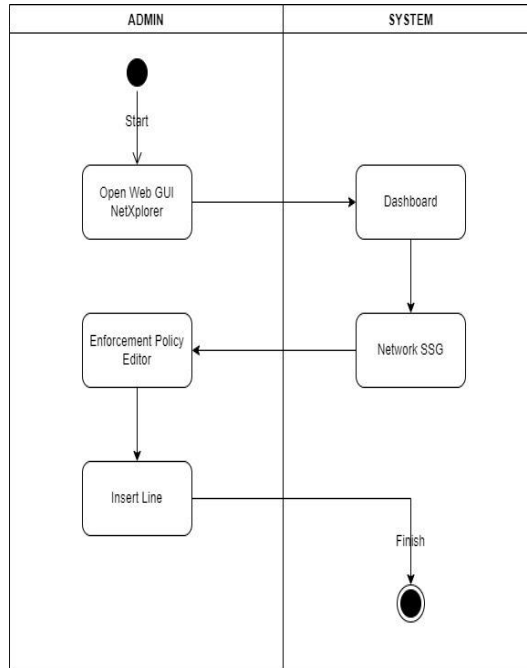 ADMIN
SYSTEM
Start
Open Web GUI
NetXplorer
Dashboard
Enforcement Policy
Editor
Network SSG
Insert Line
Finish